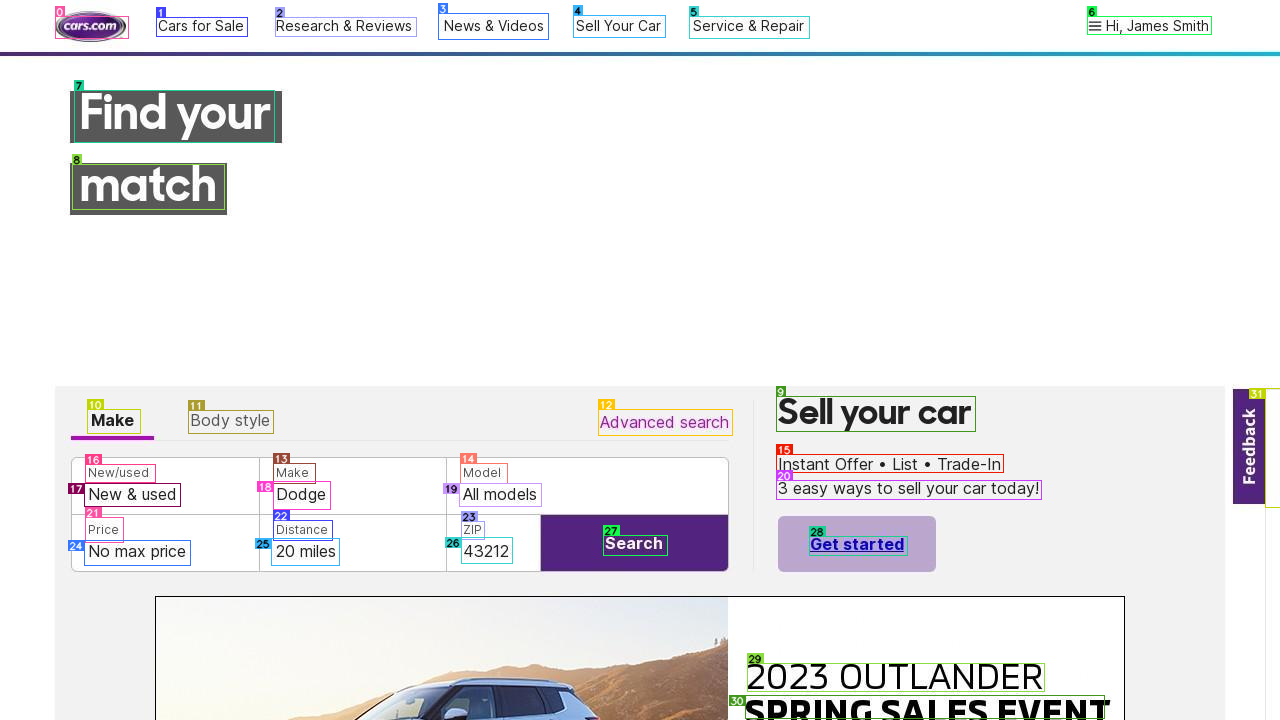 cars.com
Cars for Sale
Research & Reviews
News & Videos
Sell Your Car
Service & Repair
Hi, James Smith
0
1
2
3
4
5
6
7
Find your
8
match
9
Sell your car
10
Make
11
Body style
12
Advanced search
15
Instant Offer • List • Trade-In
20
3 easy ways to sell your car today!
16
New/used
13
Make
14
Model
17
New & used
18
Dodge
19
All models
21
Price
22
Distance
23
ZIP
24
No max price
25
20 miles
26
43212
27
Search
28
Get started
31
Feedback
29
2023 OUTLANDER
30
SPRING SALES EVENT